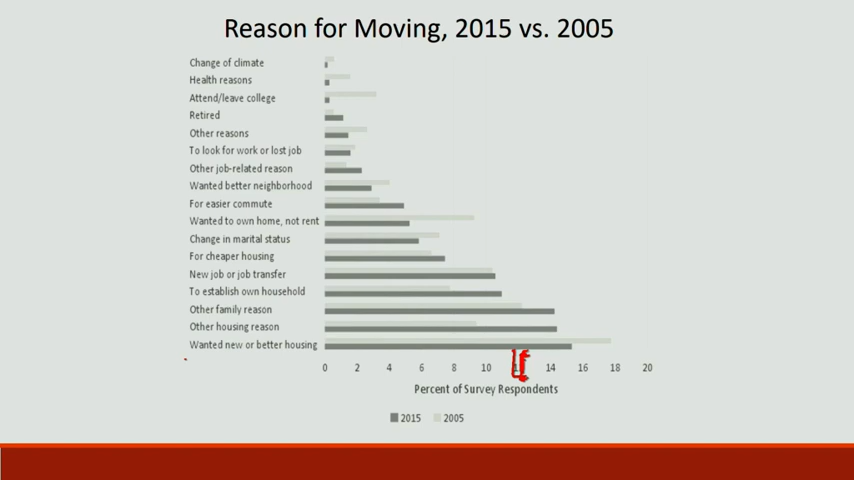 Reason for Moving, 2015 vs. 2005
Change of climate
Health reasons
Attend/leave college
Retired
Other reasons
To look for work or lost job
Other job-related reason
Wanted better neighborhood
For easier commute
Wanted to own home, not rent
Change in marital status
For cheaper housing
New job or job transfer
To establish own household
Other family reason
Other housing reason
Wanted new or better housing
0 2 4 6 8 10 14 16 18 20
Percent of Survey Respondents
2015 2005